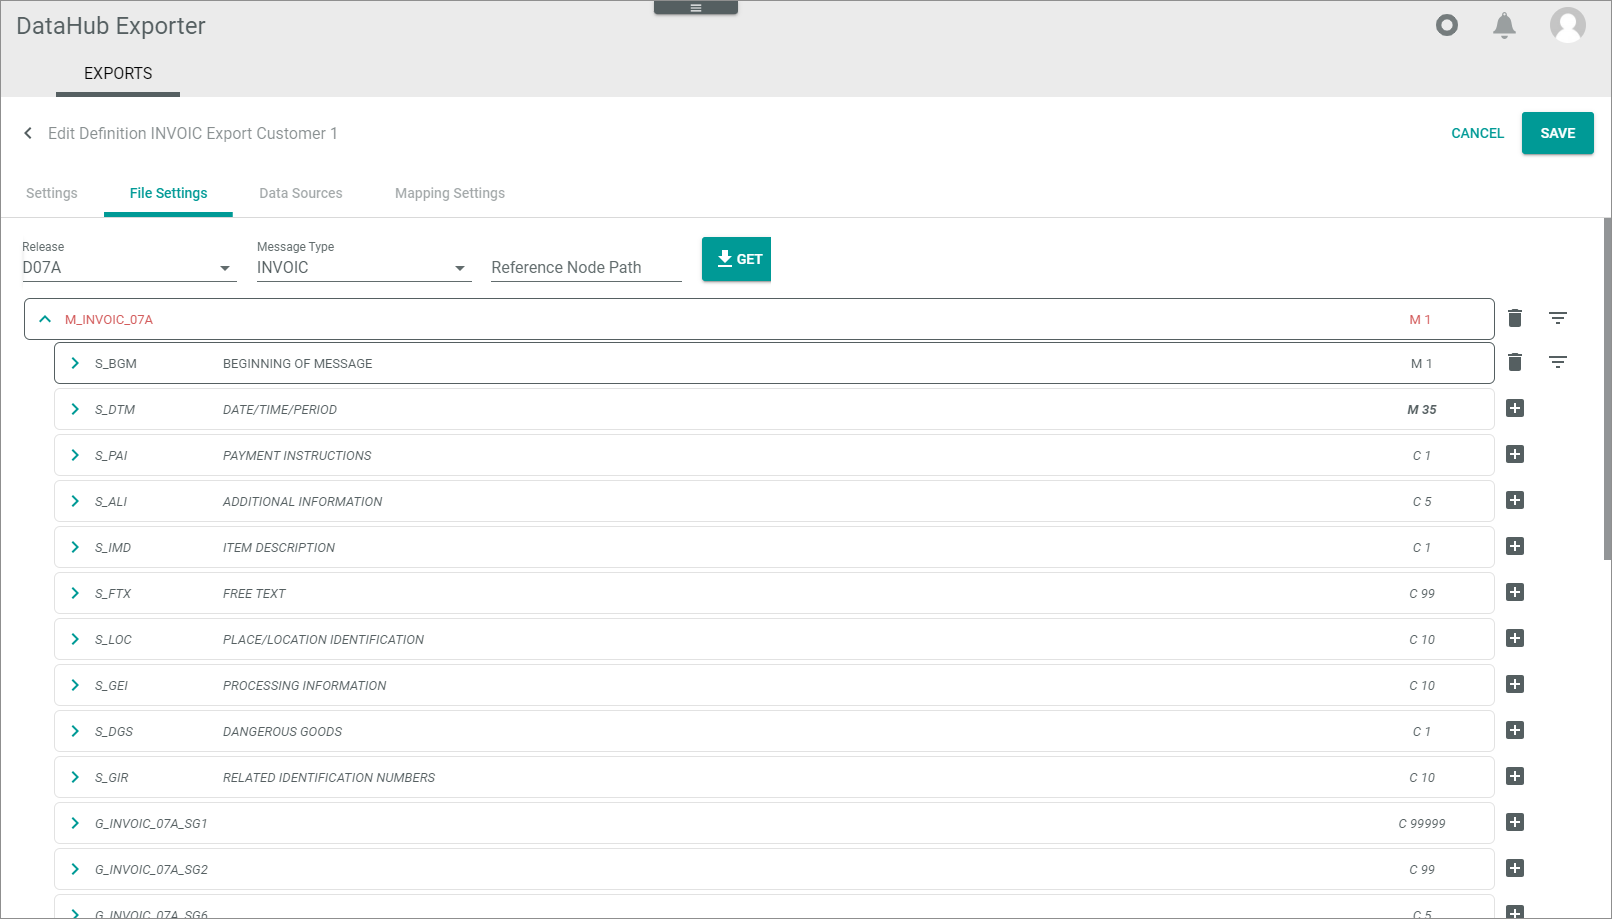 DataHub Exporter
EXPORTS
Edit Definition INVOIC Export Customer 1
CANCEL
SAVE
Settings
File Settings
Data Sources
Mapping Settings
Release
D07A
Message Type
INVOIC
Reference Node Path
GET
M_INVOIC_07A M 1
S_BGM BEGINNING OF MESSAGE M 1
S_DTM DATE/TIME/PERIOD M 35
S_PAI PAYMENT INSTRUCTIONS C 1
S_ALI ADDITIONAL INFORMATION C 5
S_IMD ITEM DESCRIPTION C 1
S_FTX FREE TEXT C 99
S_LOC PLACE/LOCATION IDENTIFICATION C 10
S_GEI PROCESSING INFORMATION C 10
S_DGS DANGEROUS GOODS C 1
S_GIR RELATED IDENTIFICATION NUMBERS C 10
G_INVOIC_07A_SG1 C 99999
G_INVOIC_07A_SG2 C 99
G_INVOIC_07A_SG6 C 5